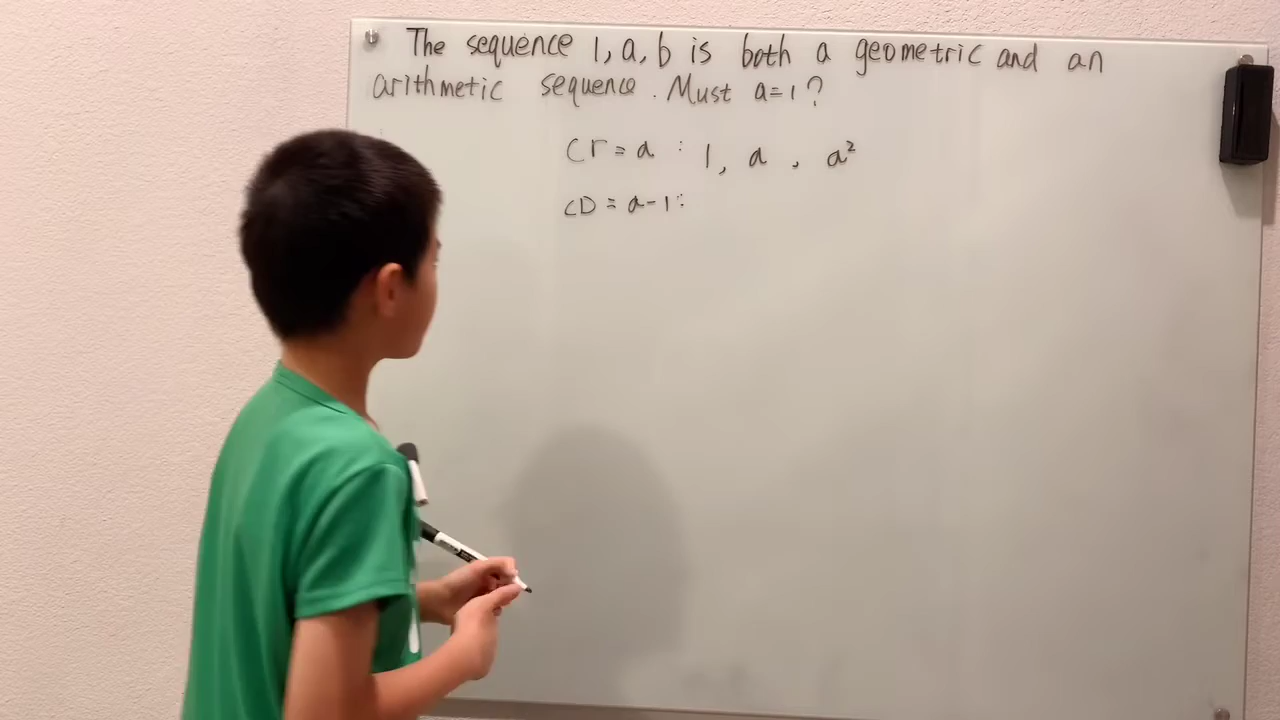 The sequence 1, a, b is both a geometric and an
arithmetic sequence. Must a=1?
Cr=a : 1, a, a²
CD=a-1: